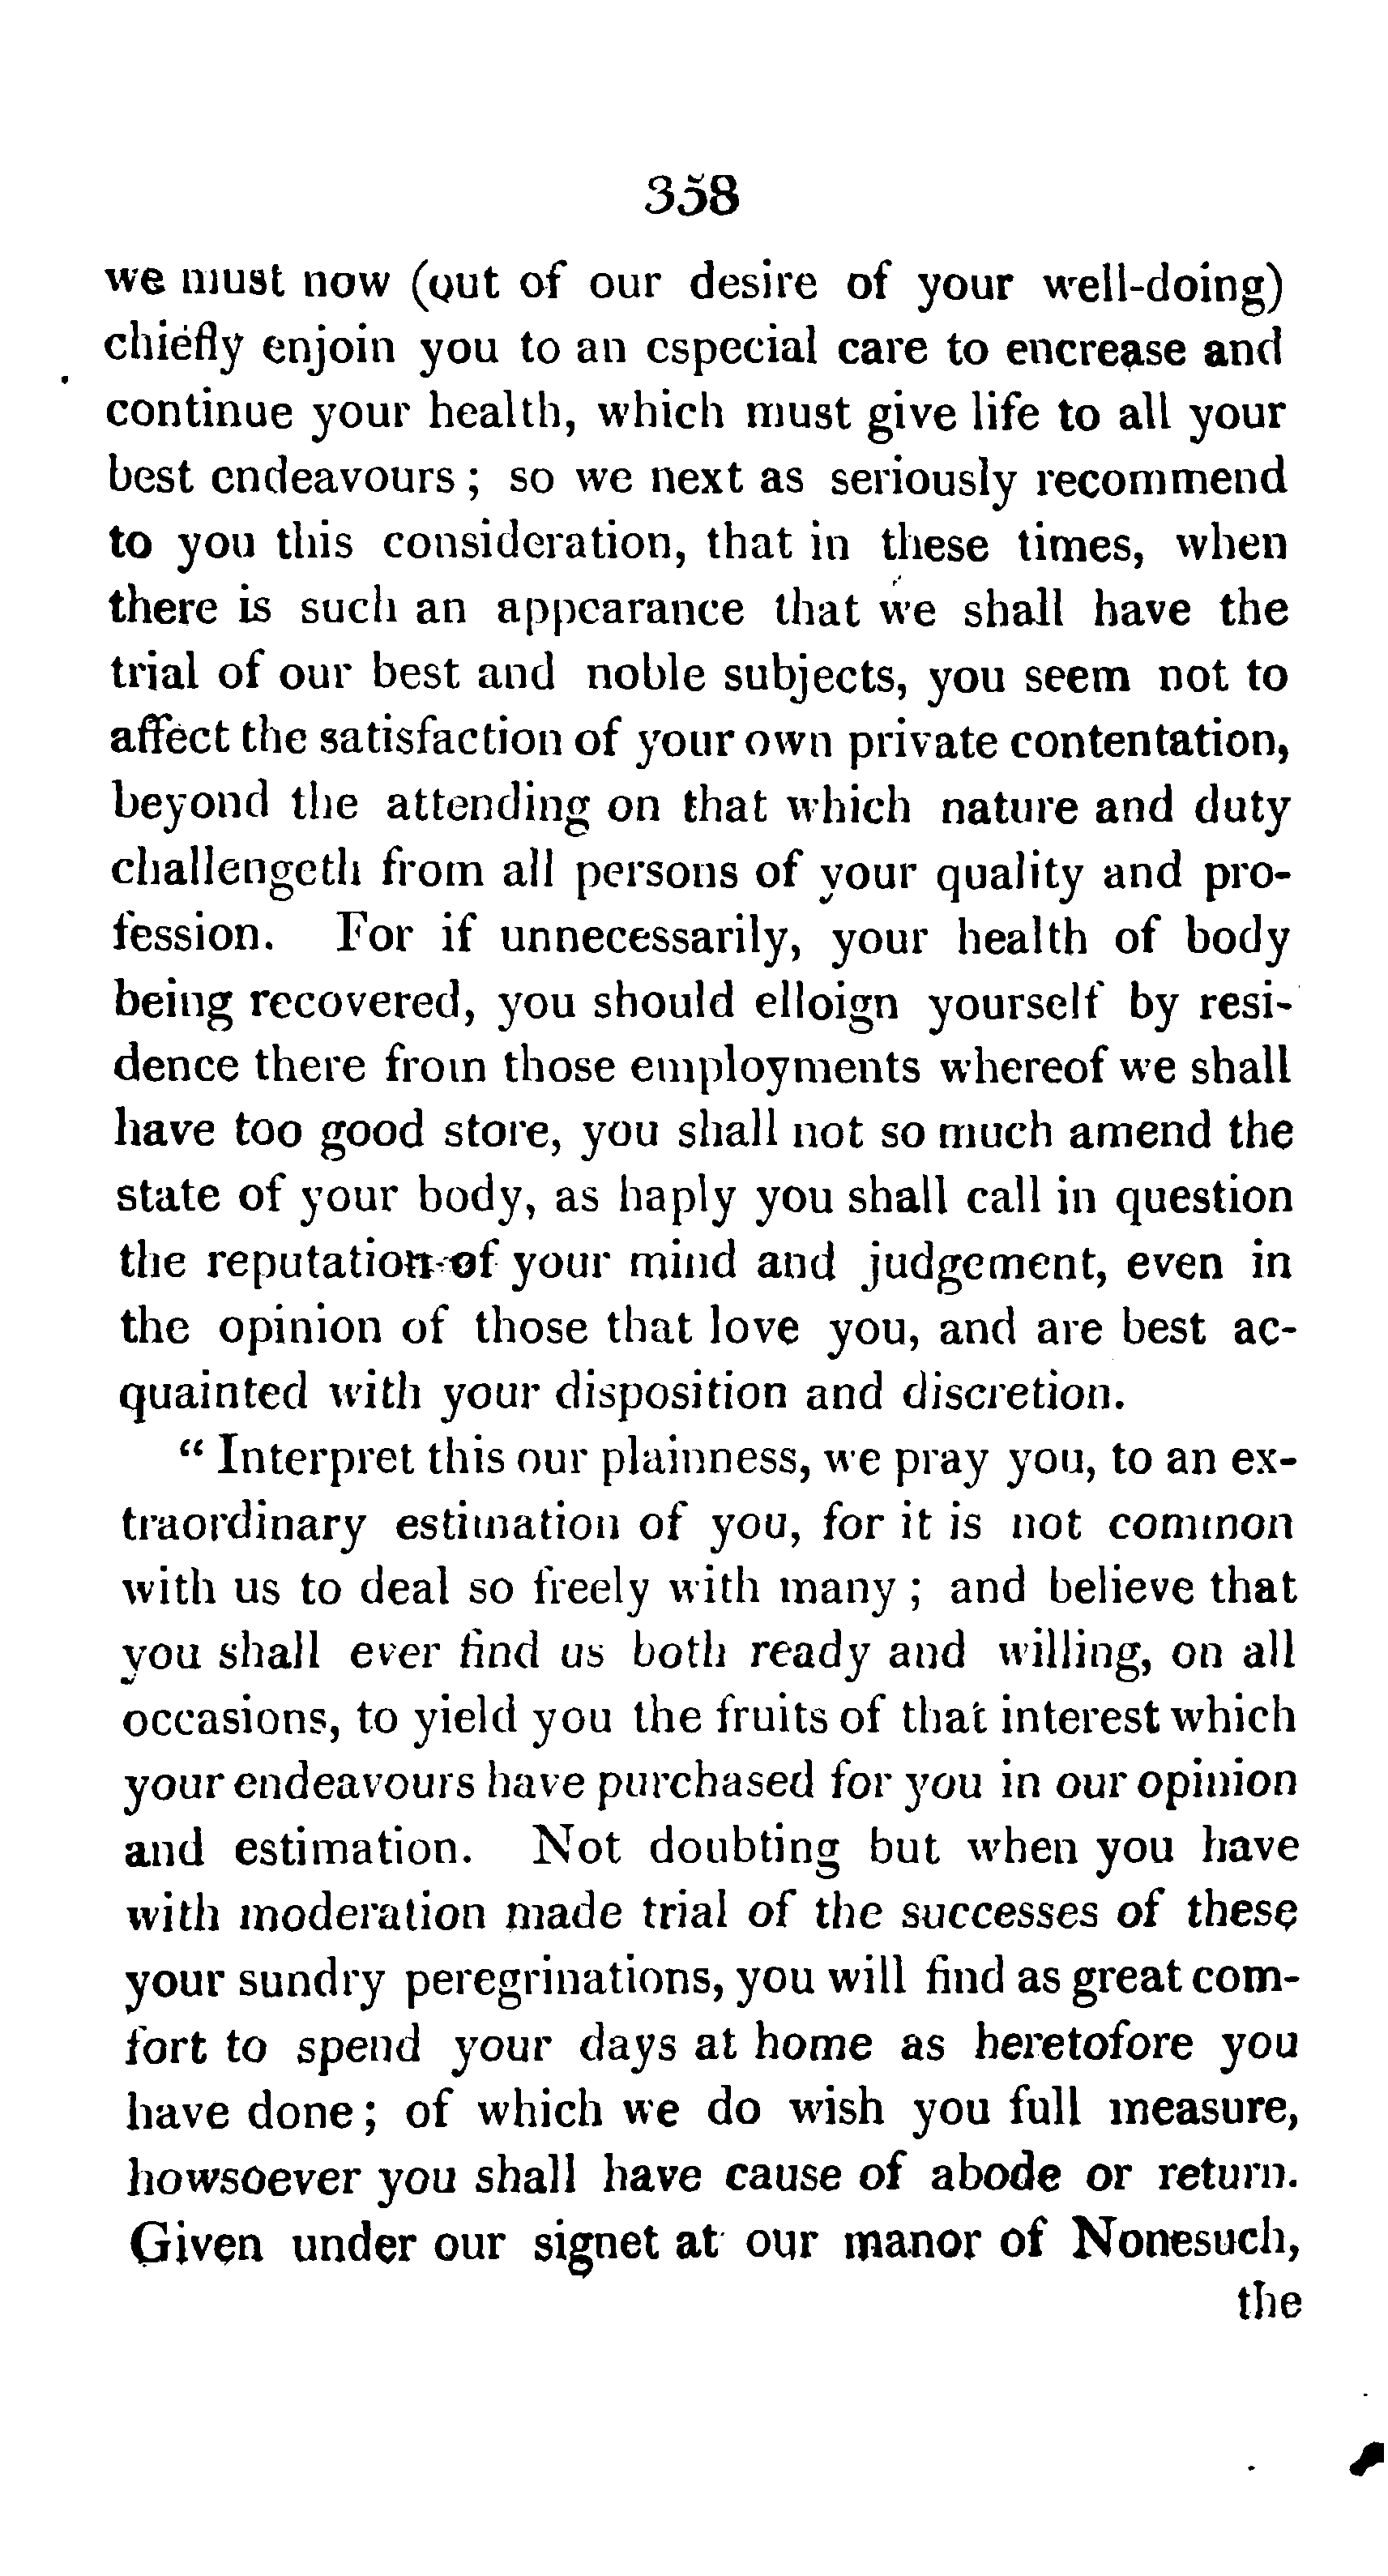 358
we must now (out of our desire of your well-doing)
chiefly enjoin you to an especial care to encrease and
continue your health, which must give life to all your
best endeavours ; so we next as seriously recommend
to you this consideration, that in these times, when
there is such an appearance that we shall have the
trial of our best and noble subjects, you seem not to
affect the satisfaction of your own private contentation,
beyond the attending on that which nature and duty
challengeth from all persons of your quality and pro-
fession. For if unnecessarily, your health of body
being recovered, you should elloign yourself by resi-
dence there from those employments whereof we shall
have too good store, you shall not so much amend the
state of your body, as haply you shall call in question
the reputation of your mind and judgement, even in
the opinion of those that love you, and are best ac-
quainted with your disposition and discretion.
“ Interpret this our plainness, we pray you, to an ex-
traordinary estimation of you, for it is not common
with us to deal so freely with many ; and believe that
you shall ever find us both ready and willing, on all
occasions, to yield you the fruits of that interest which
your endeavours have purchased for you in our opinion
and estimation. Not doubting but when you have
with moderation made trial of the successes of these
your sundry peregrinations, you will find as great com-
fort to spend your days at home as heretofore you
have done ; of which we do wish you full measure,
howsoever you shall have cause of abode or return.
Given under our signet at our manor of Nonesuch,
the